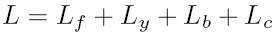 L = L_f + L_y + L_b + L_c